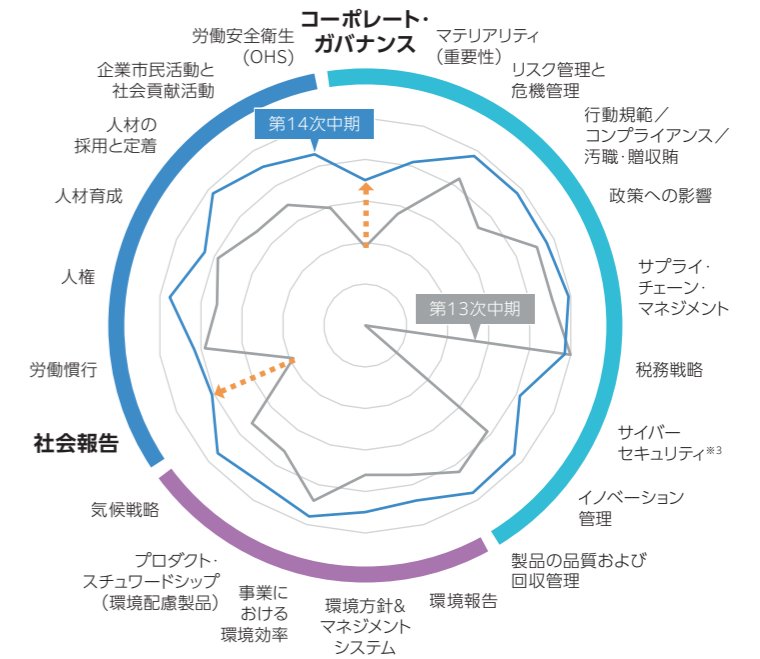 コーポレート・
ガバナンス
マテリアリティ
（重要性）
リスク管理と
危機管理
行動規範／
コンプライアンス／
汚職・贈収賄
政策への影響
サプライ・
チェーン・
マネジメント
税務戦略
サイバー
セキュリティ※3
イノベーション
管理
製品の品質および
回収管理
環境報告
環境方針&
マネジメント
システム
事業に
おける
環境効率
プロダクト・
スチュワードシップ
（環境配慮製品）
気候戦略
社会報告
労働慣行
人権
人材育成
人材の
採用と定着
企業市民活動と
社会貢献活動
労働安全衛生
（OHS）
第14次中期
第13次中期